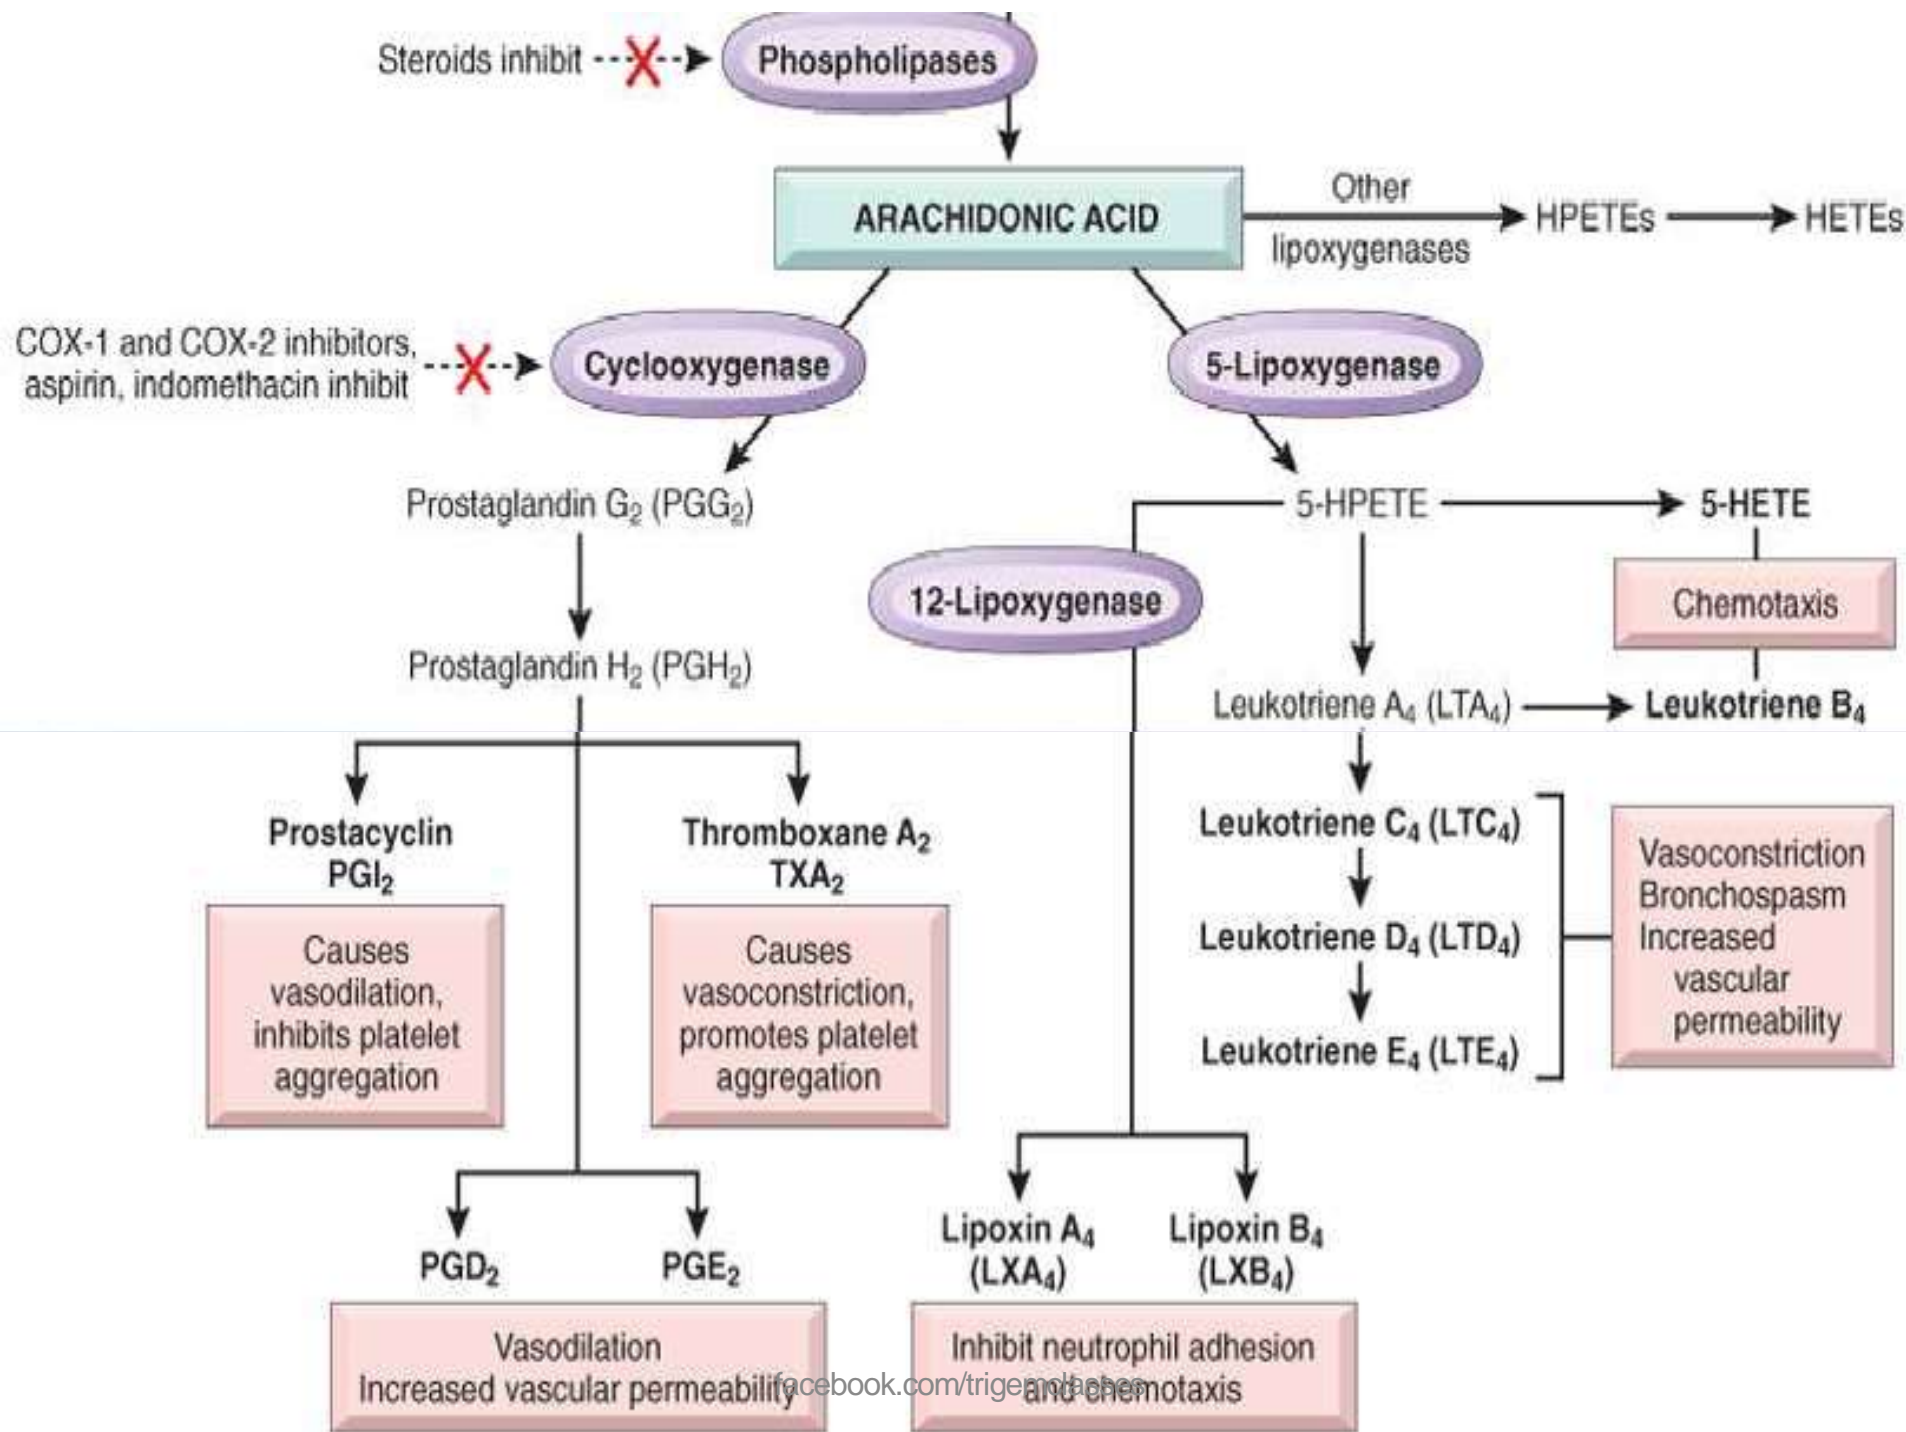 Steroids inhibit
Phospholipases
ARACHIDONIC ACID
Other
lipoxygenases
HPETEs
HETEs
COX-1 and COX-2 inhibitors,
aspirin, indomethacin inhibit
Cyclooxygenase
5-Lipoxygenase
Prostaglandin G₂ (PGG₂)
5-HPETE
5-HETE
12-Lipoxygenase
Chemotaxis
Prostaglandin H₂ (PGH₂)
Leukotriene A₄ (LTA₄)
Leukotriene B₄
Prostacyclin
PGI₂
Thromboxane A₂
TXA₂
Causes
vasodilation,
inhibits platelet
aggregation
Causes
vasoconstriction,
promotes platelet
aggregation
Leukotriene C₄ (LTC₄)
Leukotriene D₄ (LTD₄)
Leukotriene E₄ (LTE₄)
Vasoconstriction
Bronchospasm
Increased
vascular
permeability
PGD₂
PGE₂
Vasodilation
Increased vascular permeability
Lipoxin A₄
(LXA₄)
Lipoxin B₄
(LXB₄)
Inhibit neutrophil adhesion
and chemotaxis
facebook.com/trigemclasses